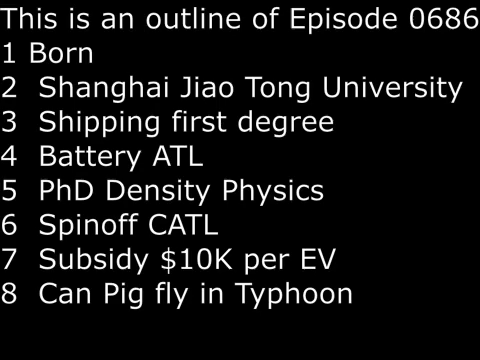 This is an outline of Episode 0686
1 Born
2 Shanghai Jiao Tong University
3 Shipping first degree
4 Battery ATL
5 PhD Density Physics
6 Spinoff CATL
7 Subsidy $10K per EV
8 Can Pig fly in Typhoon